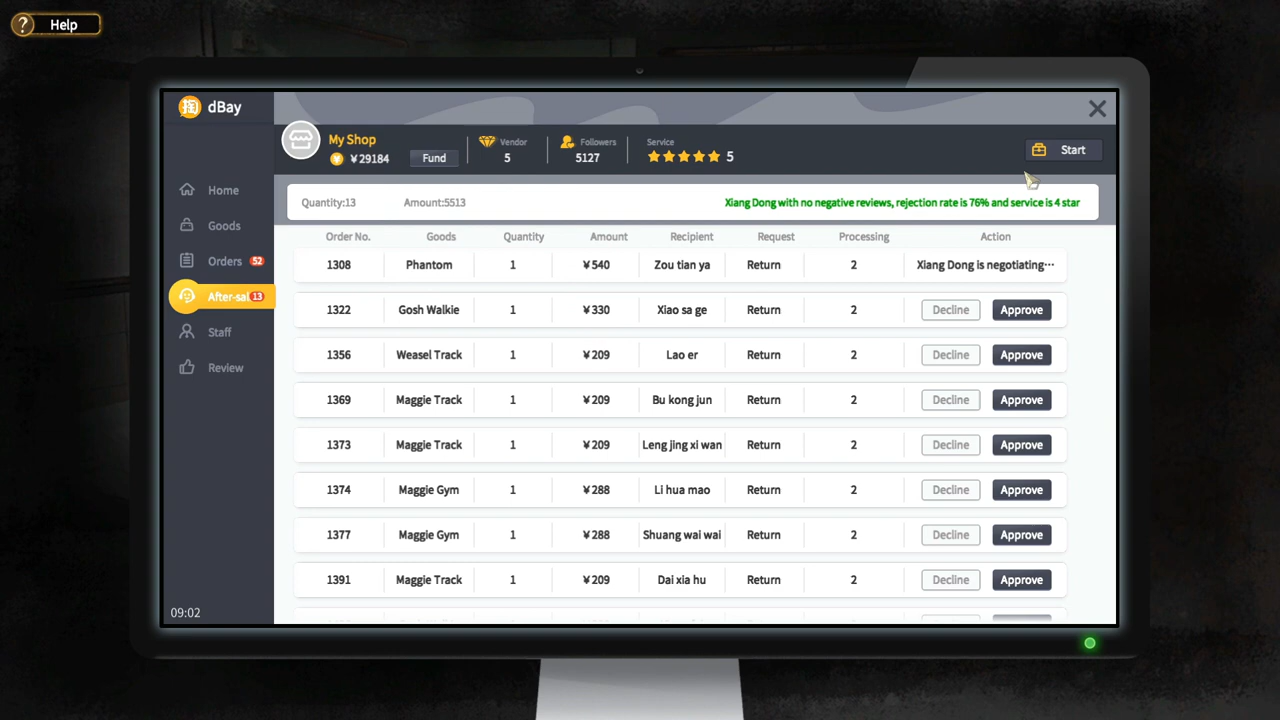 ? Help
掏 dBay
My Shop
¥29184
Fund
Vendor
5
Followers
5127
Service
5
Start
Home
Goods
Orders 52
After-sal 13
Staff
Review
09:02
Quantity:13 Amount:5513 Xiang Dong with no negative reviews, rejection rate is 76% and service is 4 star
Order No. Goods Quantity Amount Recipient Request Processing Action
1308 Phantom 1 ¥540 Zou tian ya Return 2 Xiang Dong is negotiating···
1322 Gosh Walkie 1 ¥330 Xiao sa ge Return 2 Decline Approve
1356 Weasel Track 1 ¥209 Lao er Return 2 Decline Approve
1369 Maggie Track 1 ¥209 Bu kong jun Return 2 Decline Approve
1373 Maggie Track 1 ¥209 Leng jing xi wan Return 2 Decline Approve
1374 Maggie Gym 1 ¥288 Li hua mao Return 2 Decline Approve
1377 Maggie Gym 1 ¥288 Shuang wai wai Return 2 Decline Approve
1391 Maggie Track 1 ¥209 Dai xia hu Return 2 Decline Approve